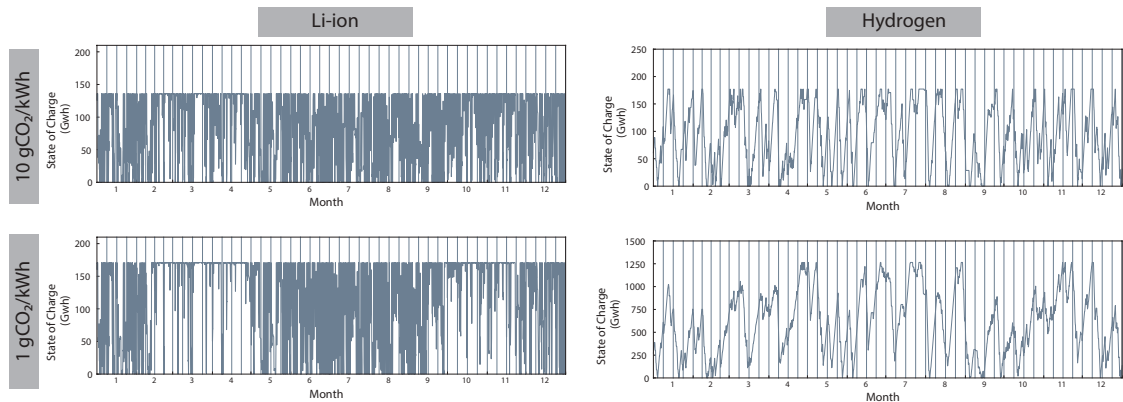 Li-ion
Hydrogen
10 gCO₂/kWh
State of Charge
(Gwh)
200
150
100
50
0
1 2 3 4 5 6 7 8 9 10 11 12
Month
State of Charge
(Gwh)
250
200
150
100
50
0
1 2 3 4 5 6 7 8 9 10 11 12
Month
1 gCO₂/kWh
State of Charge
(Gwh)
200
150
100
50
0
1 2 3 4 5 6 7 8 9 10 11 12
Month
State of Charge
(Gwh)
1500
1250
1000
750
500
250
0
1 2 3 4 5 6 7 8 9 10 11 12
Month